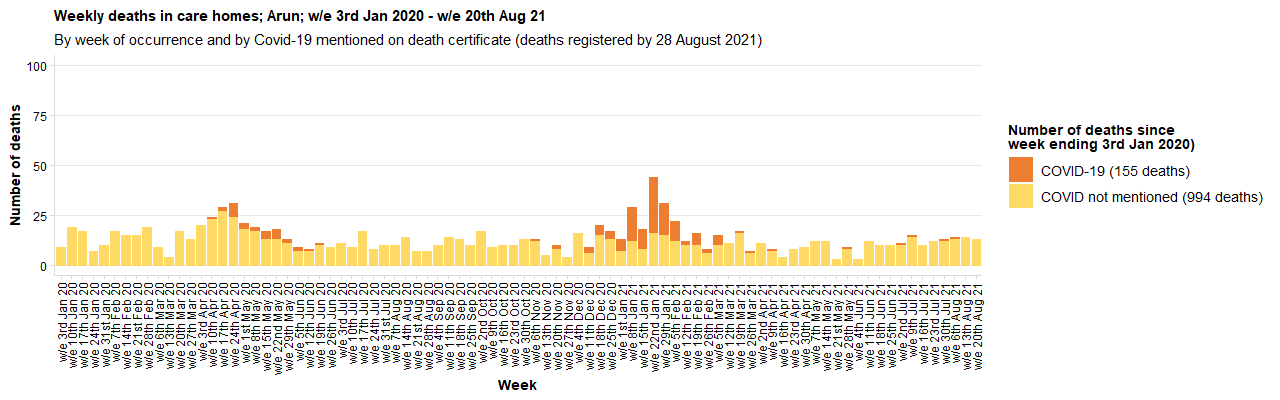 Weekly deaths in care homes; Arun; w/e 3rd Jan 2020 - w/e 20th Aug 21
By week of occurrence and by Covid-19 mentioned on death certificate (deaths registered by 28 August 2021)
100
75
50
25
0
Number of deaths
w/e 3rd Jan 20
w/e 10th Jan 20
w/e 17th Jan 20
w/e 24th Jan 20
w/e 31st Jan 20
w/e 7th Feb 20
w/e 14th Feb 20
w/e 21st Feb 20
w/e 28th Feb 20
w/e 6th Mar 20
w/e 13th Mar 20
w/e 20th Mar 20
w/e 27th Mar 20
w/e 3rd Apr 20
w/e 10th Apr 20
w/e 17th Apr 20
w/e 24th Apr 20
w/e 1st May 20
w/e 8th May 20
w/e 15th May 20
w/e 22nd May 20
w/e 29th May 20
w/e 5th Jun 20
w/e 12th Jun 20
w/e 19th Jun 20
w/e 26th Jun 20
w/e 3rd Jul 20
w/e 10th Jul 20
w/e 17th Jul 20
w/e 24th Jul 20
w/e 31st Jul 20
w/e 7th Aug 20
w/e 14th Aug 20
w/e 21st Aug 20
w/e 28th Aug 20
w/e 4th Sep 20
w/e 11th Sep 20
w/e 18th Sep 20
w/e 25th Sep 20
w/e 2nd Oct 20
w/e 9th Oct 20
w/e 16th Oct 20
w/e 23rd Oct 20
w/e 30th Oct 20
w/e 6th Nov 20
w/e 13th Nov 20
w/e 20th Nov 20
w/e 27th Nov 20
w/e 4th Dec 20
w/e 11th Dec 20
w/e 18th Dec 20
w/e 25th Dec 20
w/e 1st Jan 21
w/e 8th Jan 21
w/e 15th Jan 21
w/e 22nd Jan 21
w/e 29th Jan 21
w/e 5th Feb 21
w/e 12th Feb 21
w/e 19th Feb 21
w/e 26th Feb 21
w/e 5th Mar 21
w/e 12th Mar 21
w/e 19th Mar 21
w/e 26th Mar 21
w/e 2nd Apr 21
w/e 9th Apr 21
w/e 16th Apr 21
w/e 23rd Apr 21
w/e 30th Apr 21
w/e 7th May 21
w/e 14th May 21
w/e 21st May 21
w/e 28th May 21
w/e 4th Jun 21
w/e 11th Jun 21
w/e 18th Jun 21
w/e 25th Jun 21
w/e 2nd Jul 21
w/e 9th Jul 21
w/e 16th Jul 21
w/e 23rd Jul 21
w/e 30th Jul 21
w/e 6th Aug 21
w/e 13th Aug 21
w/e 20th Aug 21
Week
Number of deaths since
week ending 3rd Jan 2020)
COVID-19 (155 deaths)
COVID not mentioned (994 deaths)